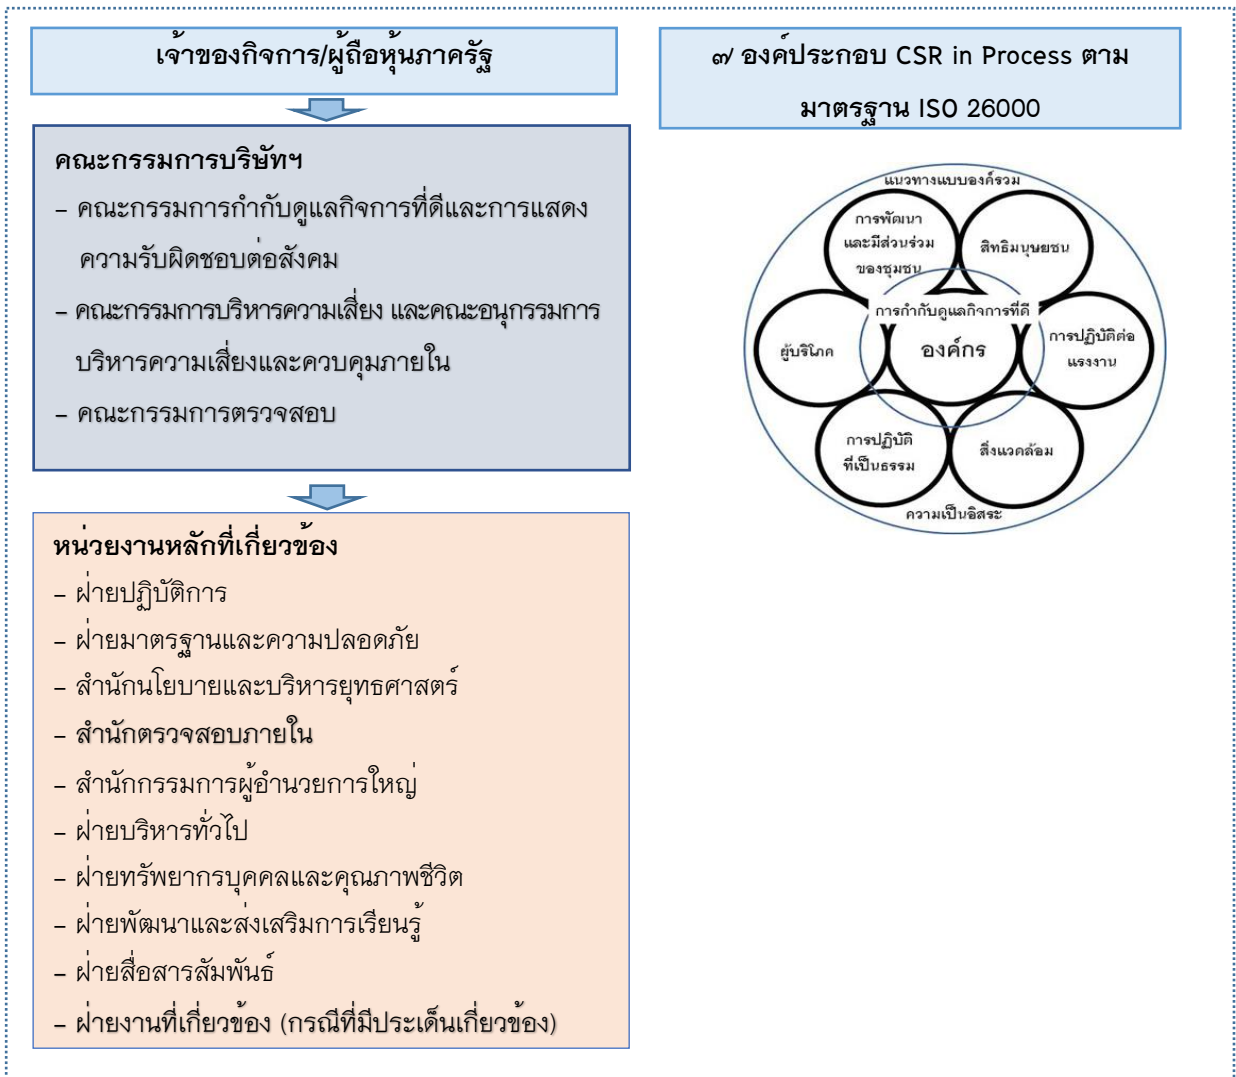 เจ้าของกิจการ/ผู้ถือหุ้นภาครัฐ
คณะกรรมการบริษัทฯ
– คณะกรรมการกำกับดูแลกิจการที่ดีและการแสดง
ความรับผิดชอบต่อสังคม
– คณะกรรมการบริหารความเสี่ยง และคณะอนุกรรมการ
บริหารความเสี่ยงและควบคุมภายใน
– คณะกรรมการตรวจสอบ
หน่วยงานหลักที่เกี่ยวข้อง
– ฝ่ายปฏิบัติการ
– ฝ่ายมาตรฐานและความปลอดภัย
– สำนักนโยบายและบริหารยุทธศาสตร์
– สำนักตรวจสอบภายใน
– สำนักกรรมการผู้อำนวยการใหญ่
– ฝ่ายบริหารทั่วไป
– ฝ่ายทรัพยากรบุคคลและคุณภาพชีวิต
– ฝ่ายพัฒนาและส่งเสริมการเรียนรู้
– ฝ่ายสื่อสารสัมพันธ์
– ฝ่ายงานที่เกี่ยวข้อง (กรณีที่มีประเด็นเกี่ยวข้อง)
๗ องค์ประกอบ CSR in Process ตาม
มาตรฐาน ISO 26000
แนวทางแบบองค์รวม
การพัฒนา
และมีส่วนร่วม
ของชุมชน
สิทธิมนุษยชน
การกำกับดูแลกิจการที่ดี
ผู้บริโภค
องค์กร
การปฏิบัติต่อ
แรงงาน
การปฏิบัติ
ที่เป็นธรรม
สิ่งแวดล้อม
ความเป็นอิสระ